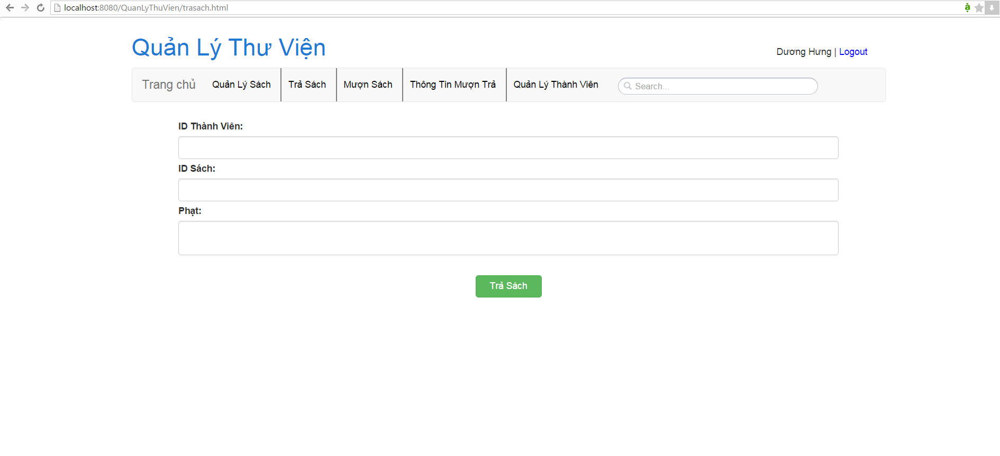 localhost:8080/QuanLyThuVien/trasach.html
Quản Lý Thư Viện
Dương Hưng | Logout
Trang chủ Quản Lý Sách Trả Sách Mượn Sách Thông Tin Mượn Trả Quản Lý Thành Viên Search...
ID Thành Viên:
ID Sách:
Phạt:
Trả Sách